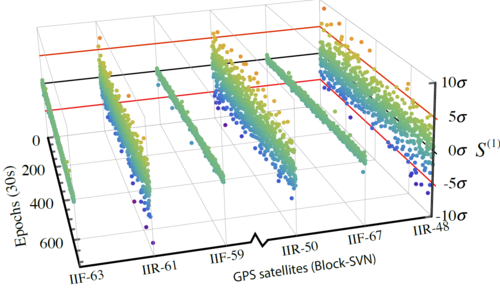 10σ
5σ
0σ S(1)
-5σ
-10σ
0
200
400
600
Epochs (30s)
IIF-63
IIR-61
IIF-59
IIR-50
IIF-67
IIR-48
GPS satellites (Block-SVN)